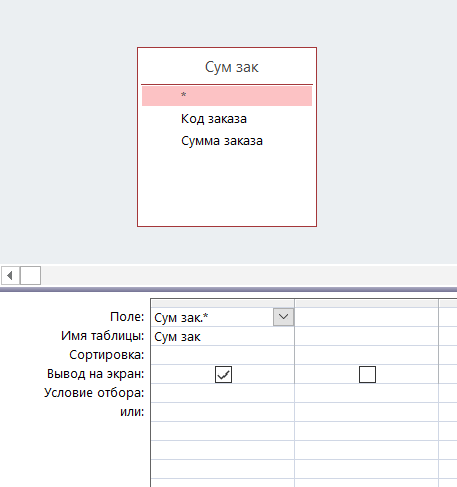 Сум зак
*
Код заказа
Сумма заказа
Поле: Сум зак.*
Имя таблицы: Сум зак
Сортировка:
Вывод на экран:
Условие отбора:
или: